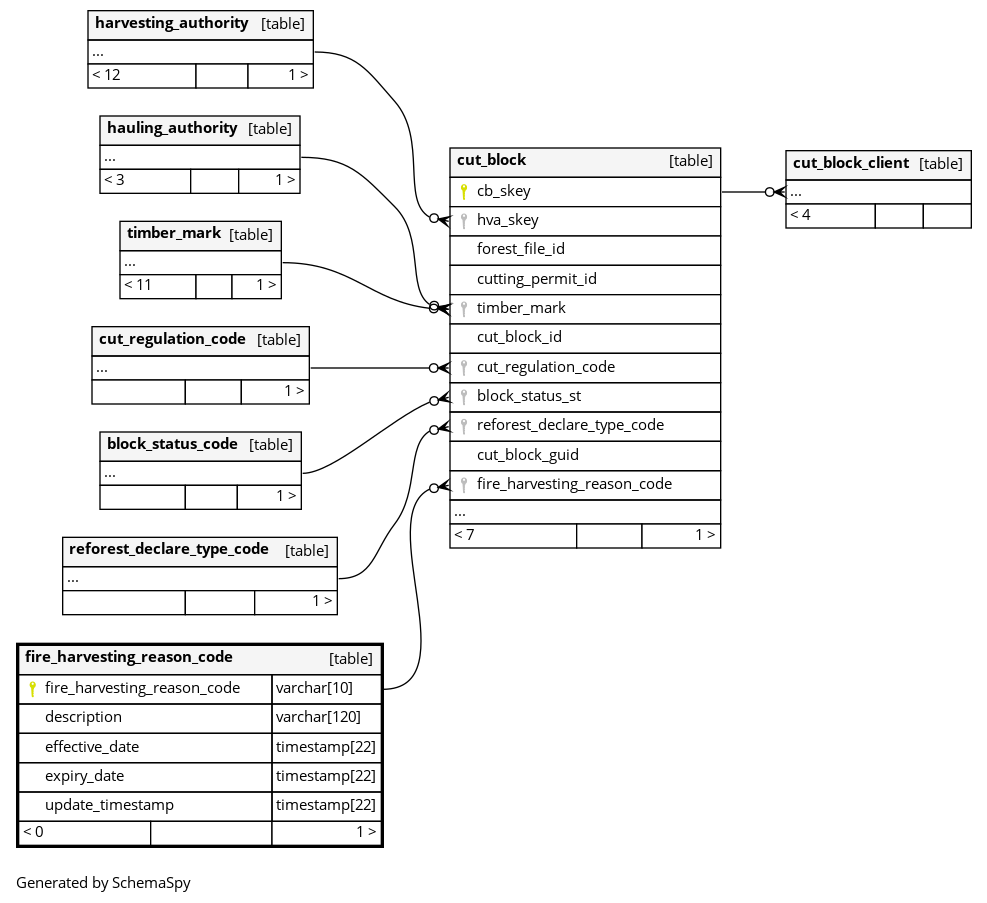 harvesting_authority [table]
...
< 12 1 >
hauling_authority [table]
...
< 3 1 >
timber_mark [table]
...
< 11 1 >
cut_regulation_code [table]
...
1 >
block_status_code [table]
...
1 >
reforest_declare_type_code [table]
...
1 >
fire_harvesting_reason_code [table]
fire_harvesting_reason_code varchar[10]
description varchar[120]
effective_date timestamp[22]
expiry_date timestamp[22]
update_timestamp timestamp[22]
< 0 1 >
cut_block [table]
cb_skey
hva_skey
forest_file_id
cutting_permit_id
timber_mark
cut_block_id
cut_regulation_code
block_status_st
reforest_declare_type_code
cut_block_guid
fire_harvesting_reason_code
...
< 7 1 >
cut_block_client [table]
...
< 4
Generated by SchemaSpy